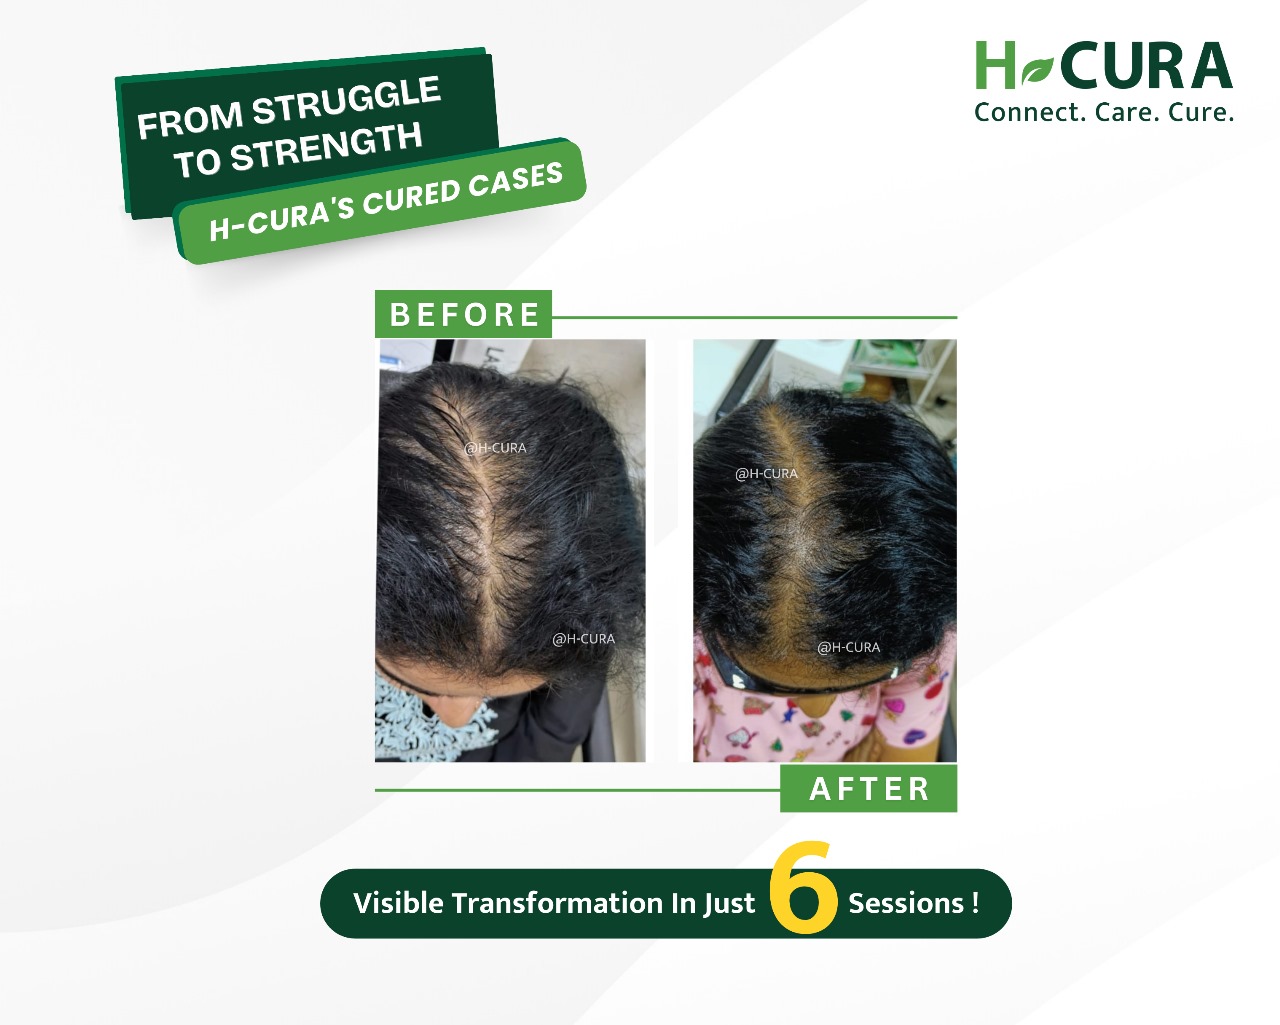 FROM STRUGGLE
TO STRENGTH
H-CURA'S CURED CASES
H CURA
Connect. Care. Cure.
BEFORE
@H-CURA
@H-CURA
@H-CURA
@H-CURA
AFTER
Visible Transformation In Just 6 Sessions !